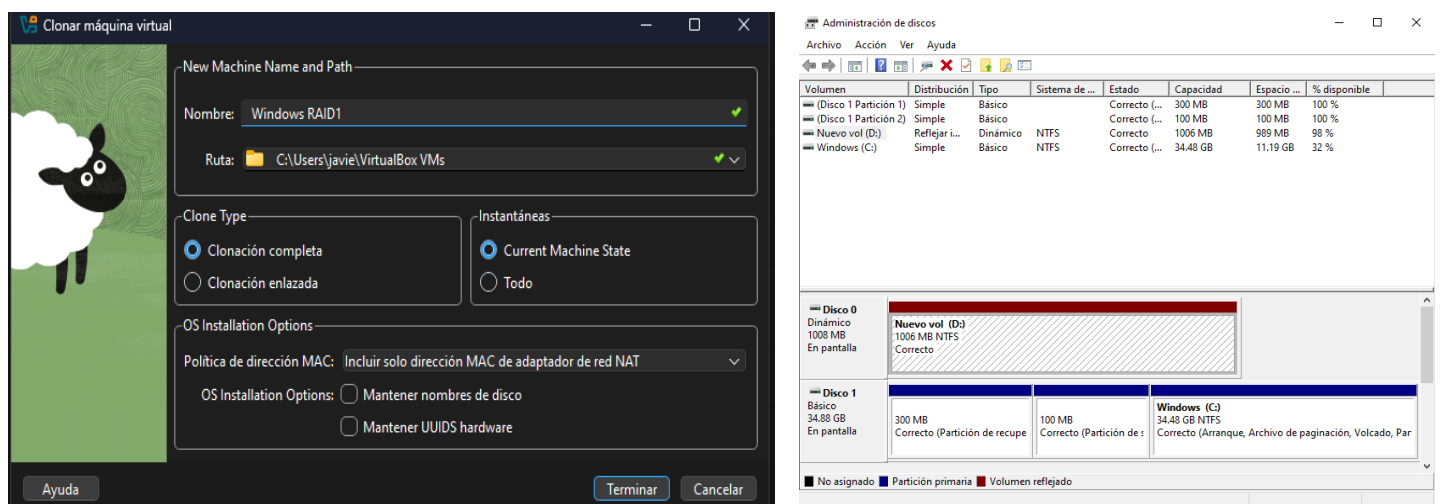 Clonar máquina virtual
New Machine Name and Path
Nombre: Windows RAID1
Ruta: C:\Users\javie\VirtualBox VMs
Clone Type
Clonación completa
Clonación enlazada
Instantáneas
Current Machine State
Todo
OS Installation Options
Política de dirección MAC: Incluir solo dirección MAC de adaptador de red NAT
OS Installation Options: Mantener nombres de disco
Mantener UUIDS hardware
Ayuda Terminar Cancelar
Administración de discos
Archivo Acción Ver Ayuda
Volumen Distribución Tipo Sistema de ... Estado Capacidad Espacio ... % disponible
(Disco 1 Partición 1) Simple Básico Correcto (... 300 MB 300 MB 100 %
(Disco 1 Partición 2) Simple Básico Correcto (... 100 MB 100 MB 100 %
Nuevo vol (D:) Reflejar i... Dinámico NTFS Correcto 1006 MB 989 MB 98 %
Windows (C:) Simple Básico NTFS Correcto (... 34.48 GB 11.19 GB 32 %
Disco 0
Dinámico
1008 MB
En pantalla
Nuevo vol (D:)
1006 MB NTFS
Correcto
Disco 1
Básico
34.88 GB
En pantalla
300 MB
Correcto (Partición de recupe
100 MB
Correcto (Partición de s
Windows (C:)
34.48 GB NTFS
Correcto (Arranque, Archivo de paginación, Volcado, Par
No asignado Partición primaria Volumen reflejado